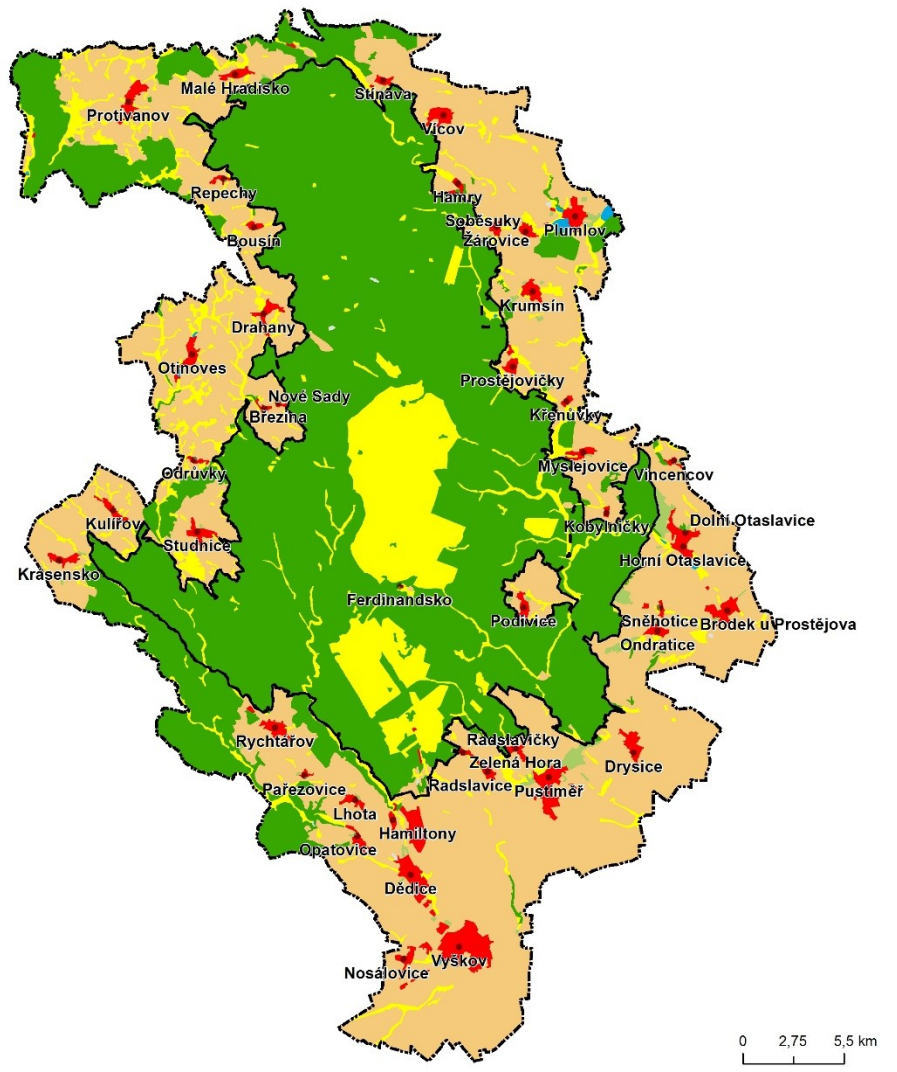 Malé Hradisko
Stínava
Protivanov
Vícov
Repechy
Hamry
Soběsuky
Plumlov
Bousín
Žárovice
Krumsín
Drahany
Otinoves
Prostějovičky
Nové Sady
Březina
Křenůvky
Myslejovice
Odrůvky
Vincencov
Kulířov
Kobylničky
Dolní Otaslavice
Studnice
Horní Otaslavice
Krásensko
Ferdinandsko
Podivice
Sněhotice
Brodek u Prostějova
Ondratice
Rychtářov
Radslavičky
Zelená Hora
Drysice
Pařezovice
Radslavice
Pustiměř
Lhota
Hamiltony
Opatovice
Dědice
Vyškov
Nosálovice
0 2,75 5,5 km